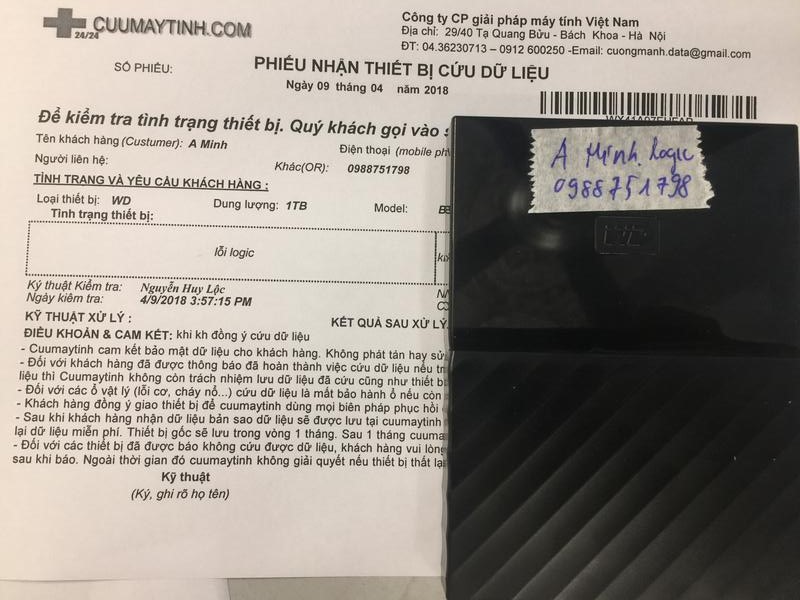 CUUMAYTINH.COM
24/24
Công ty CP giải pháp máy tính Việt Nam
Địa chỉ: 29/40 Tạ Quang Bửu - Bách Khoa - Hà Nội
ĐT: 04.36230713 – 0912 600250 -Email: cuongmanh.data@gmail.com
SỐ PHIẾU:
PHIẾU NHẬN THIẾT BỊ CỨU DỮ LIỆU
Ngày 09 tháng 04 năm 2018
Để kiểm tra tình trạng thiết bị. Quý khách gọi vào
Tên khách hàng (Custumer): A Minh
Điện thoại (mobile
Người liên hệ:
Khác(OR): 0988751798
TÌNH TRẠNG VÀ YÊU CẦU KHÁCH HÀNG :
Loại thiết bị: WD Dung lượng: 1TB Model:
Tình trạng thiết bị:
lỗi logic
Ký thuật Kiểm tra: Nguyễn Huy Lộc
Ngày kiểm tra: 4/9/2018 3:57:15 PM
KỸ THUẬT XỬ LÝ :
KẾT QUẢ SAU XỬ LÝ
ĐIỀU KHOẢN & CAM KẾT: khi kh đồng ý cứu dữ liệu
- Cuumaytinh cam kết bảo mật dữ liệu cho khách hàng. Không phát tán hay
- Đối với khách hàng đã được thông báo đã hoàn thành việc cứu dữ liệu nếu
liệu thì Cuumaytinh không còn trách nhiệm lưu dữ liệu đã cứu cũng như thiết
- Đối với các ổ vật lý (lỗi cơ, cháy nổ...) cứu dữ liệu là mất bảo hành ổ nếu còn
- Khách hàng đồng ý giao thiết bị để cuumaytinh dùng mọi biện pháp phục hồi
- Sau khi khách hàng nhận dữ liệu bản sao dữ liệu sẽ được lưu tại cuumaytinh
lại dữ liệu miễn phí. Thiết bị gốc sẽ lưu trong vòng 1 tháng. Sau 1 tháng
- Đối với các thiết bị đã được báo không cứu được dữ liệu, khách hàng vui lòng
sau khi báo. Ngoài thời gian đó cuumaytinh không giải quyết nếu thiết bị thất lại
Kỹ thuật
(Ký, ghi rõ họ tên)
A Minh. logic
0988751798
WD